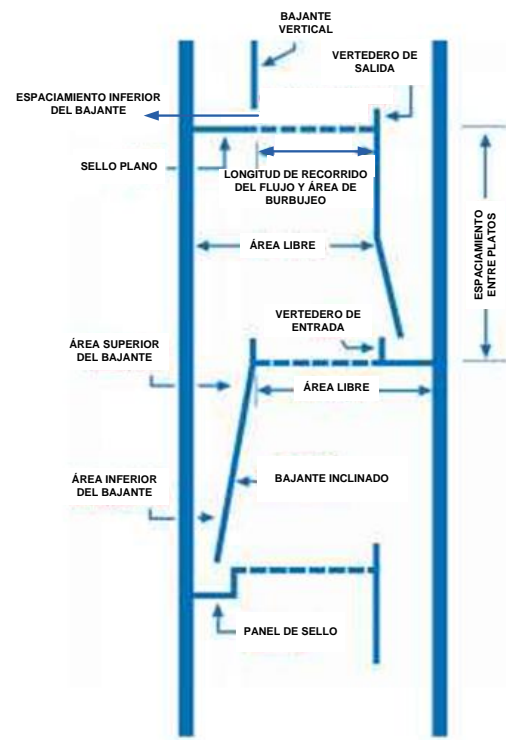 BAJANTE
VERTICAL
VERTEDERO DE
SALIDA
ESPACIAMIENTO INFERIOR
DEL BAJANTE
SELLO PLANO
LONGITUD DE RECORRIDO
DEL FLUJO Y ÁREA DE
BURBUJEO
ESPACIAMIENTO
ENTRE PLATOS
ÁREA LIBRE
VERTEDERO DE
ENTRADA
ÁREA SUPERIOR
DEL BAJANTE
ÁREA LIBRE
ÁREA INFERIOR
DEL BAJANTE
BAJANTE INCLINADO
PANEL DE SELLO